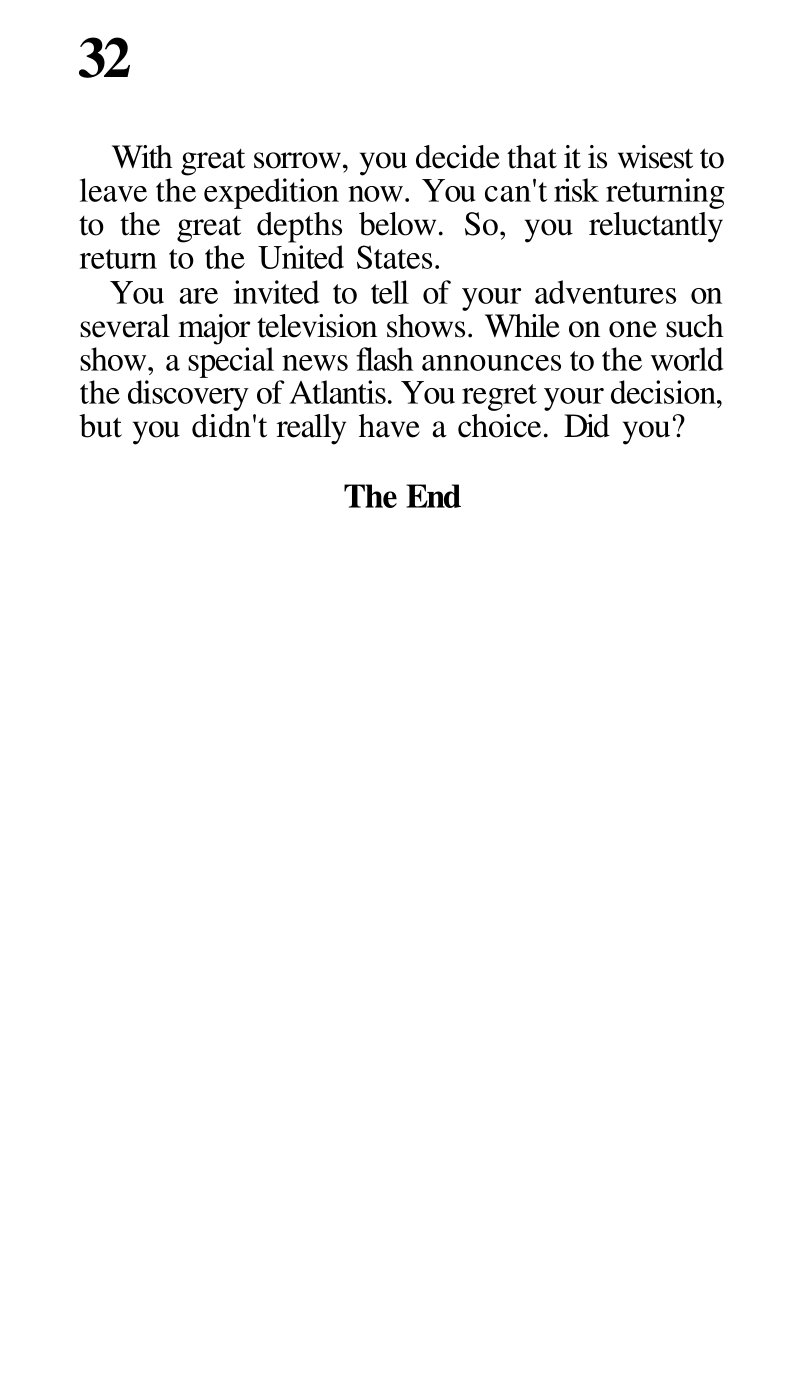 32
With great sorrow, you decide that it is wisest to
leave the expedition now. You can't risk returning
to the great depths below. So, you reluctantly
return to the United States.
You are invited to tell of your adventures on
several major television shows. While on one such
show, a special news flash announces to the world
the discovery of Atlantis. You regret your decision,
but you didn't really have a choice. Did you?
The End